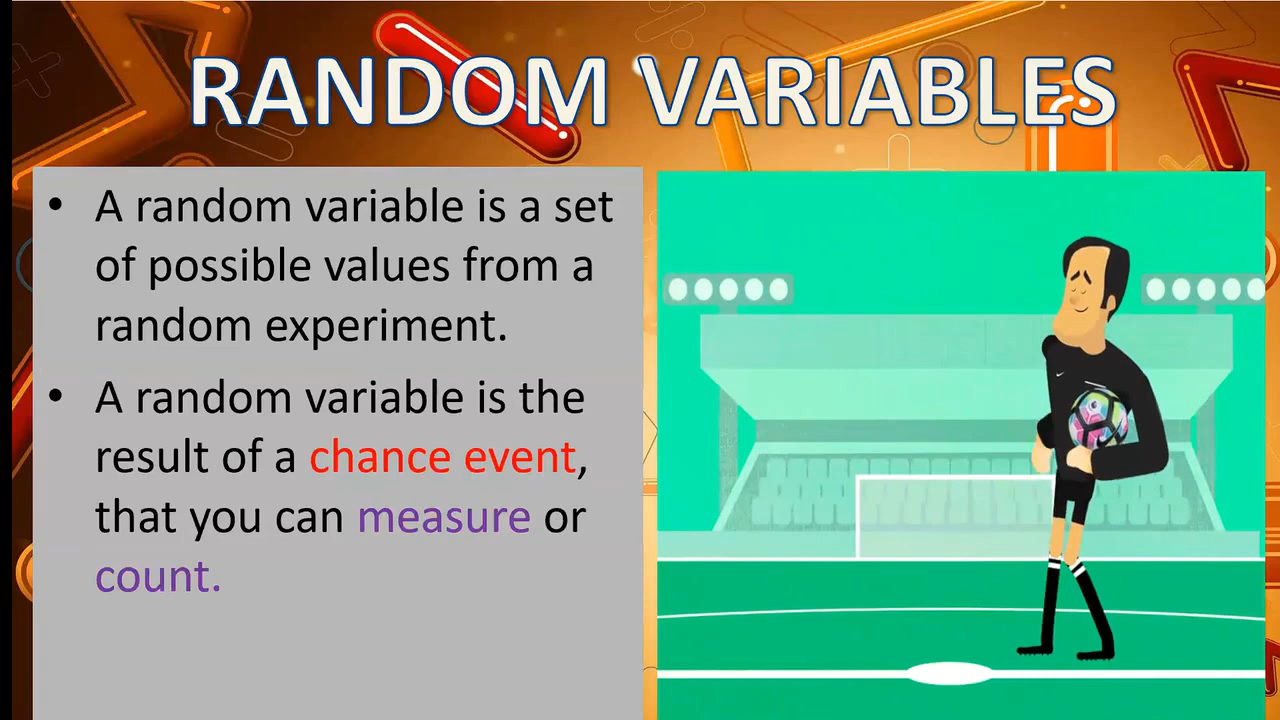 RANDOM VARIABLES
• A random variable is a set
of possible values from a
random experiment.
• A random variable is the
result of a chance event,
that you can measure or
count.